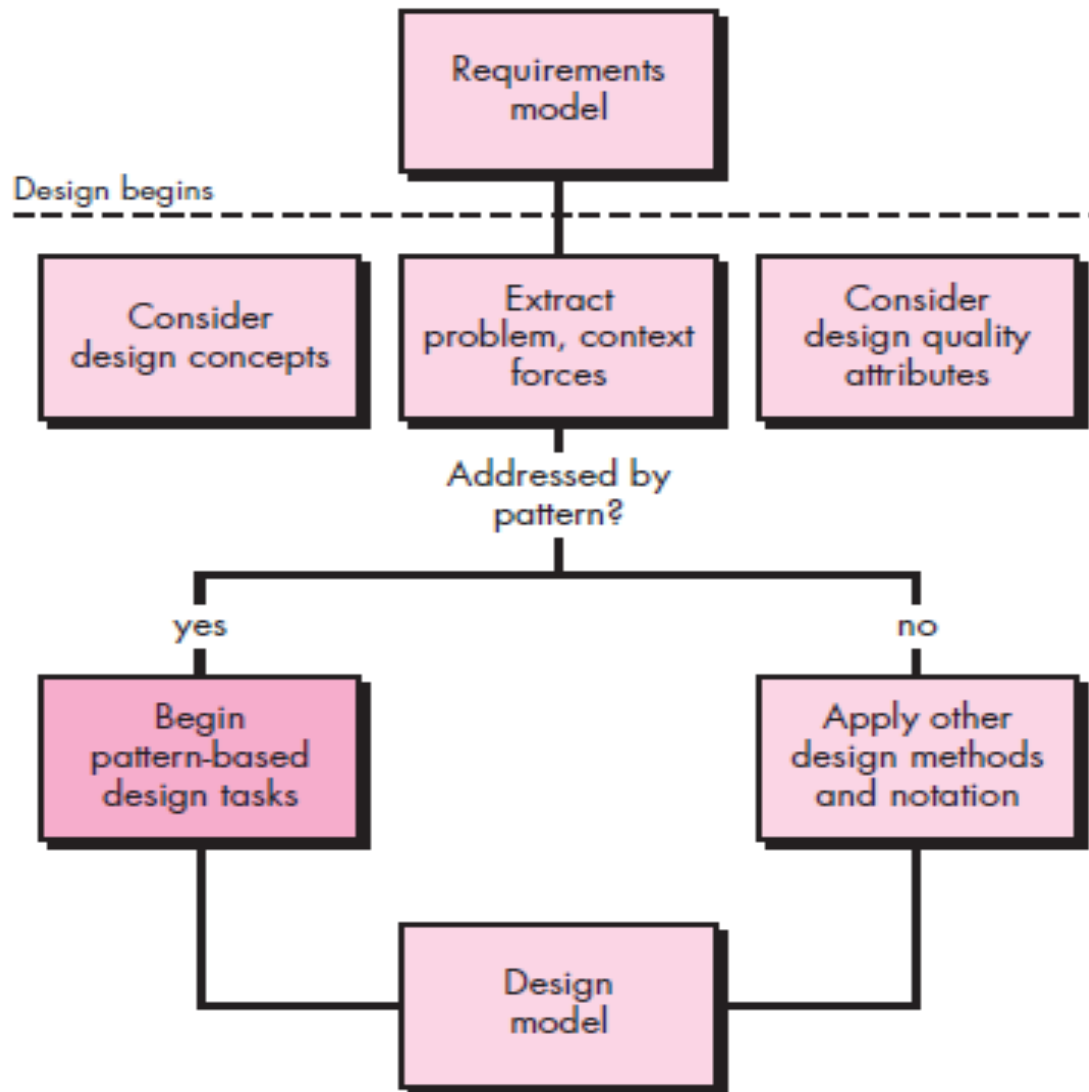 Requirements
model
Design begins
Consider
design concepts
Extract
problem, context
forces
Consider
design quality
attributes
Addressed by
pattern?
yes
no
Begin
pattern-based
design tasks
Apply other
design methods
and notation
Design
model